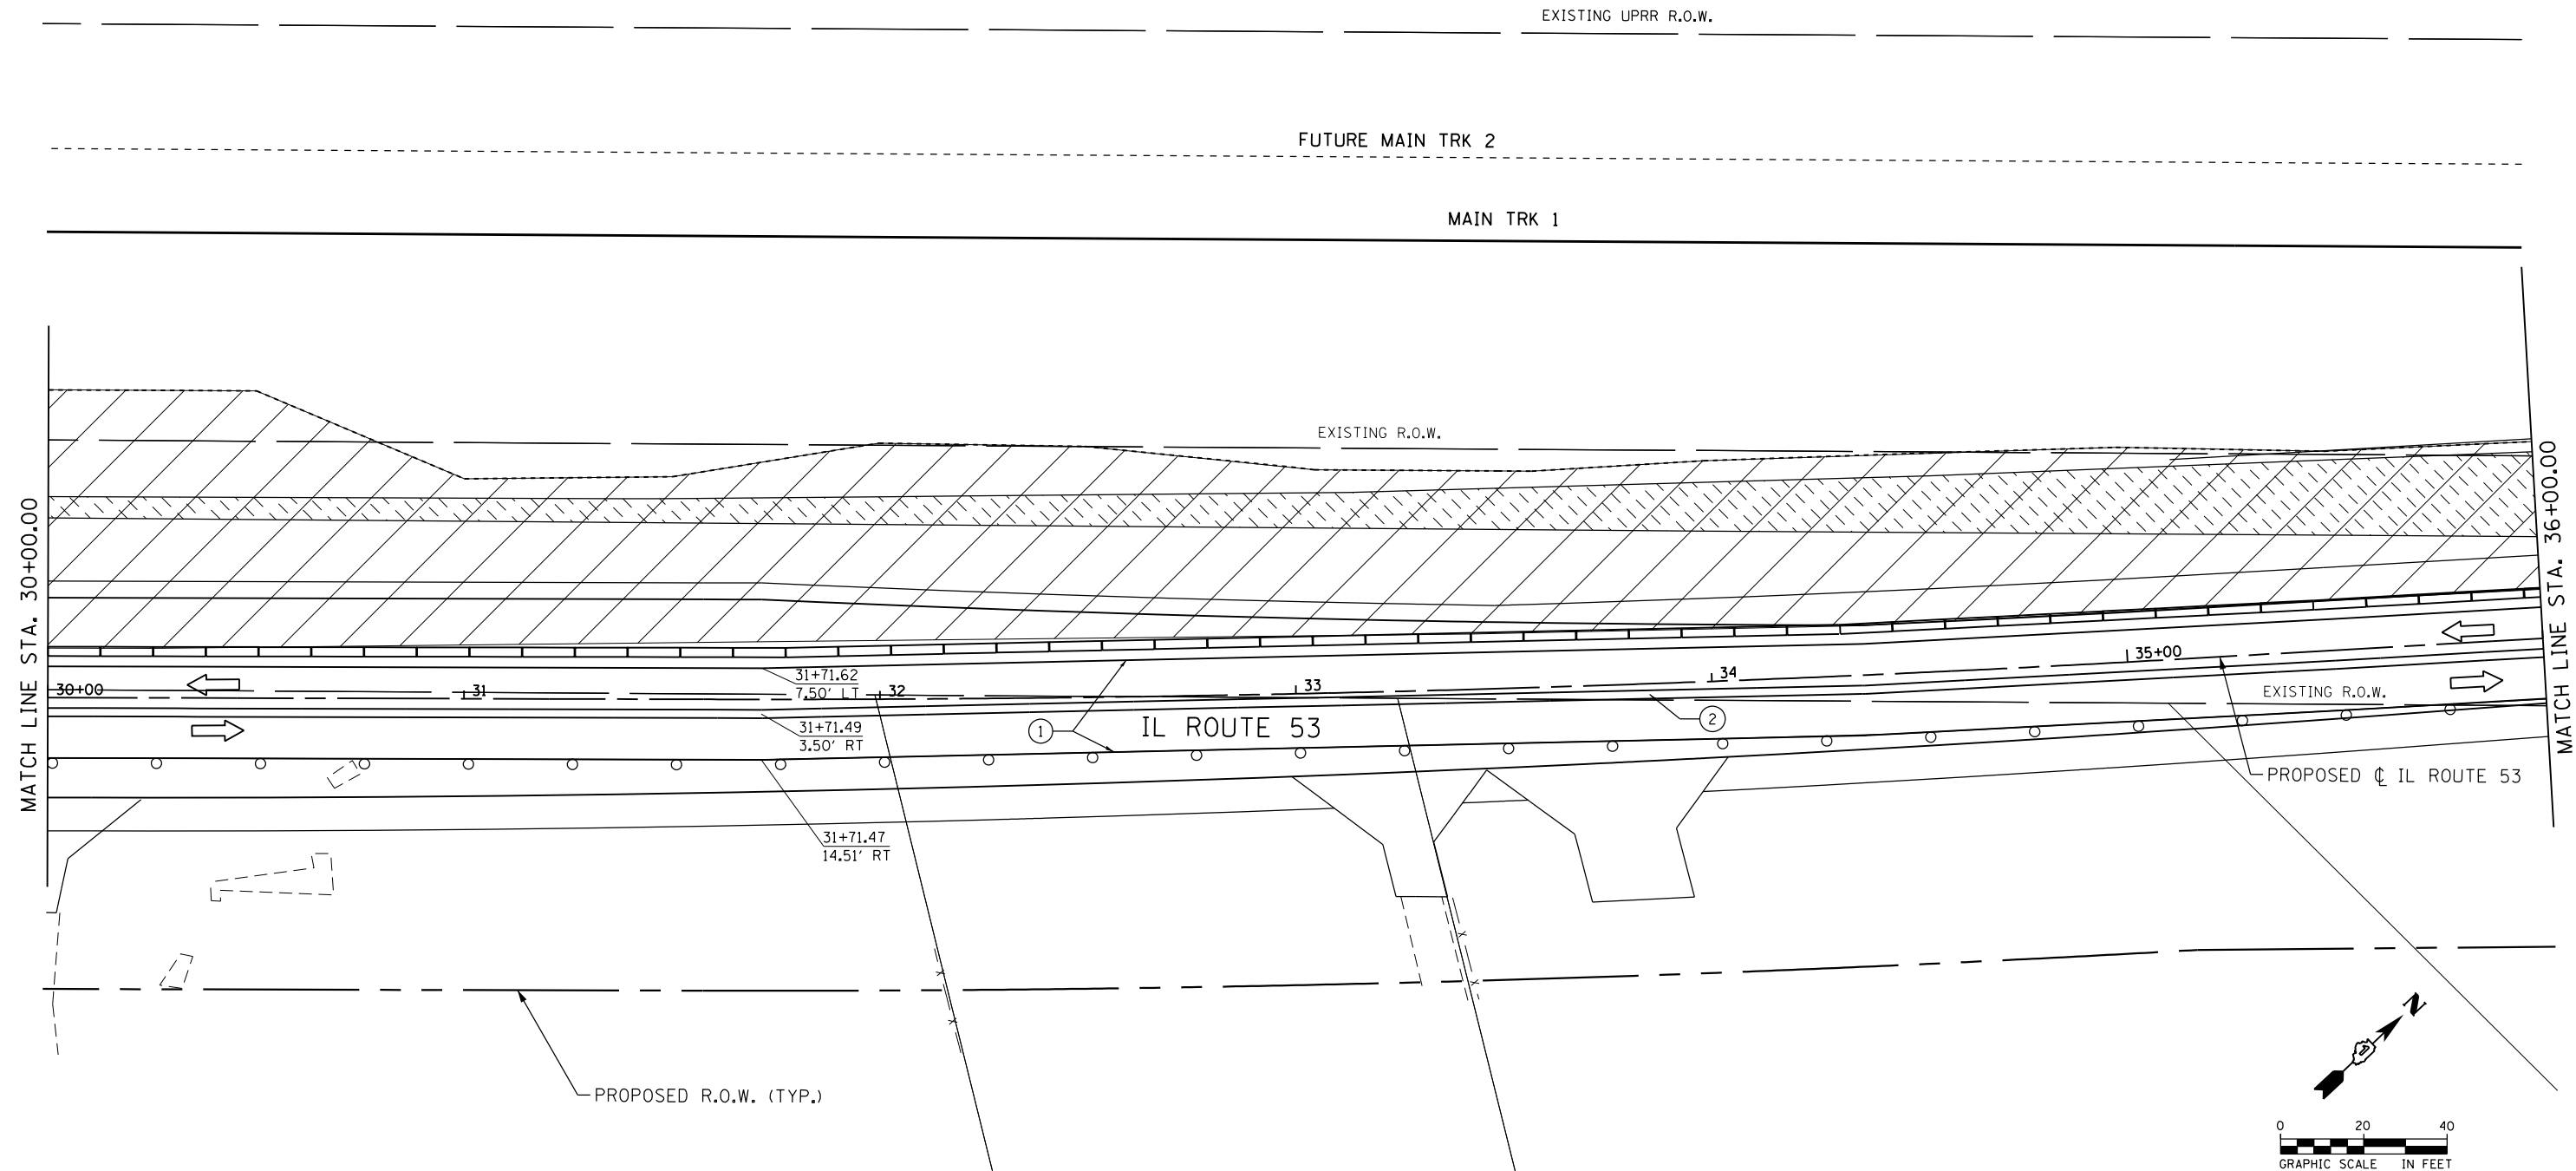 EXISTING UPRR R.O.W.
FUTURE MAIN TRK 2
MAIN TRK 1
EXISTING R.O.W.
MATCH LINE STA. 30+00.00
MATCH LINE STA. 36+00.00
30+00
31
32
33
34
35+00
31+71.62
7.50' LT
31+71.49
3.50' RT
1
IL ROUTE 53
2
EXISTING R.O.W.
PROPOSED ℄ IL ROUTE 53
31+71.47
14.51' RT
PROPOSED R.O.W. (TYP.)
N
0 20 40
GRAPHIC SCALE IN FEET